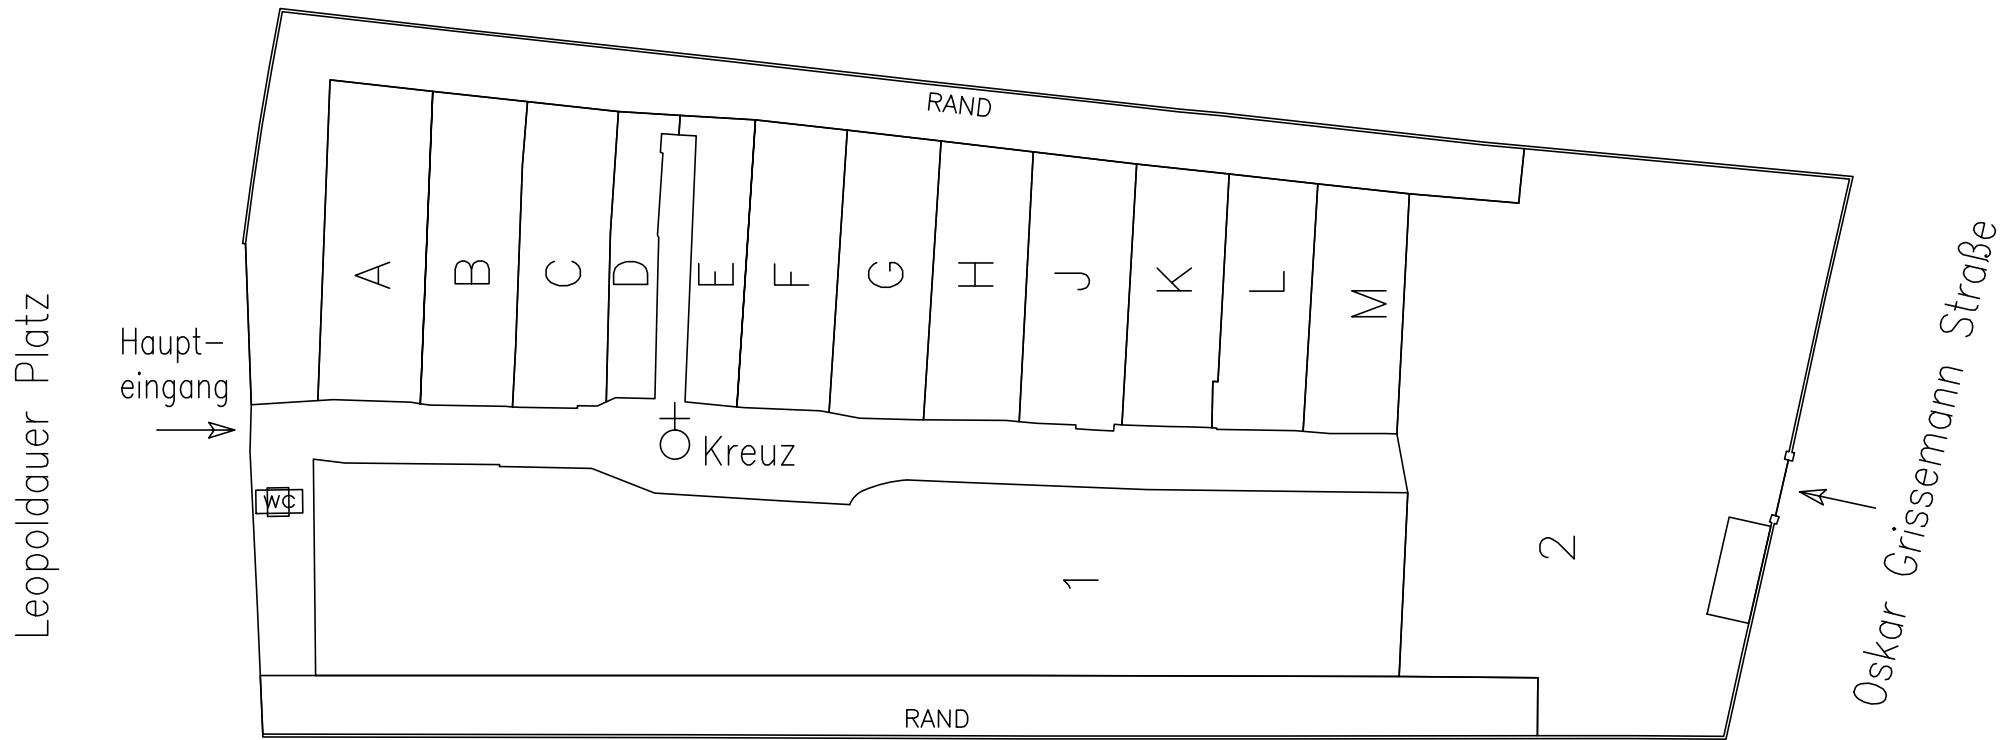 RAND
A
B
C
D
E
F
G
H
J
K
L
M
Leopoldauer Platz
Haupt-
eingang
Kreuz
WC
1
2
Oskar Grissemann Straße
RAND